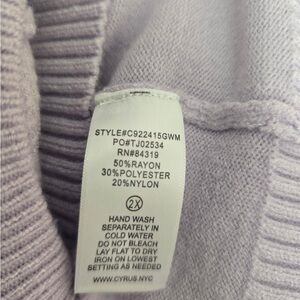 STYLE#C922415GWM
PO#TJ02534
RN#84319
50%RAYON
30%POLYESTER
20%NYLON
2X
HAND WASH
SEPARATELY IN
COLD WATER
DO NOT BLEACH
LAY FLAT TO DRY
IRON ON LOWEST
SETTING AS NEEDED
WWW.CYRUS.NYC